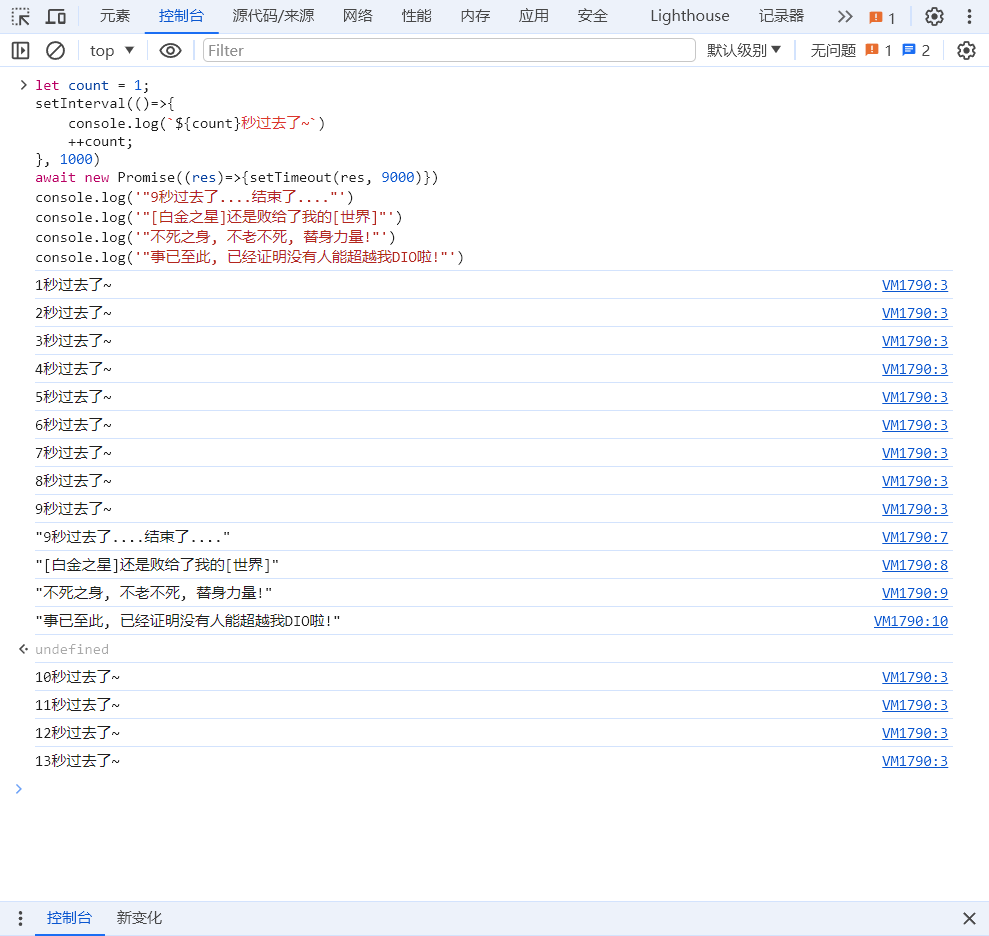 元素 控制台 源代码/来源 网络 性能 内存 应用 安全 Lighthouse 记录器 1
top Filter 默认级别 无问题 1 2
let count = 1;
setInterval(()=>{
    console.log(`${count}秒过去了~`)
    ++count;
}, 1000)
await new Promise((res)=>{setTimeout(res, 9000)})
console.log('"9秒过去了....结束了...."')
console.log('"[白金之星]还是败给了我的[世界]"')
console.log('"不死之身, 不老不死, 替身力量!"')
console.log('"事已至此, 已经证明没有人能超越我DIO啦!"')
1秒过去了~ VM1790:3
2秒过去了~ VM1790:3
3秒过去了~ VM1790:3
4秒过去了~ VM1790:3
5秒过去了~ VM1790:3
6秒过去了~ VM1790:3
7秒过去了~ VM1790:3
8秒过去了~ VM1790:3
9秒过去了~ VM1790:3
"9秒过去了....结束了...." VM1790:7
"[白金之星]还是败给了我的[世界]" VM1790:8
"不死之身, 不老不死, 替身力量!" VM1790:9
"事已至此, 已经证明没有人能超越我DIO啦!" VM1790:10
undefined
10秒过去了~ VM1790:3
11秒过去了~ VM1790:3
12秒过去了~ VM1790:3
13秒过去了~ VM1790:3
控制台 新变化